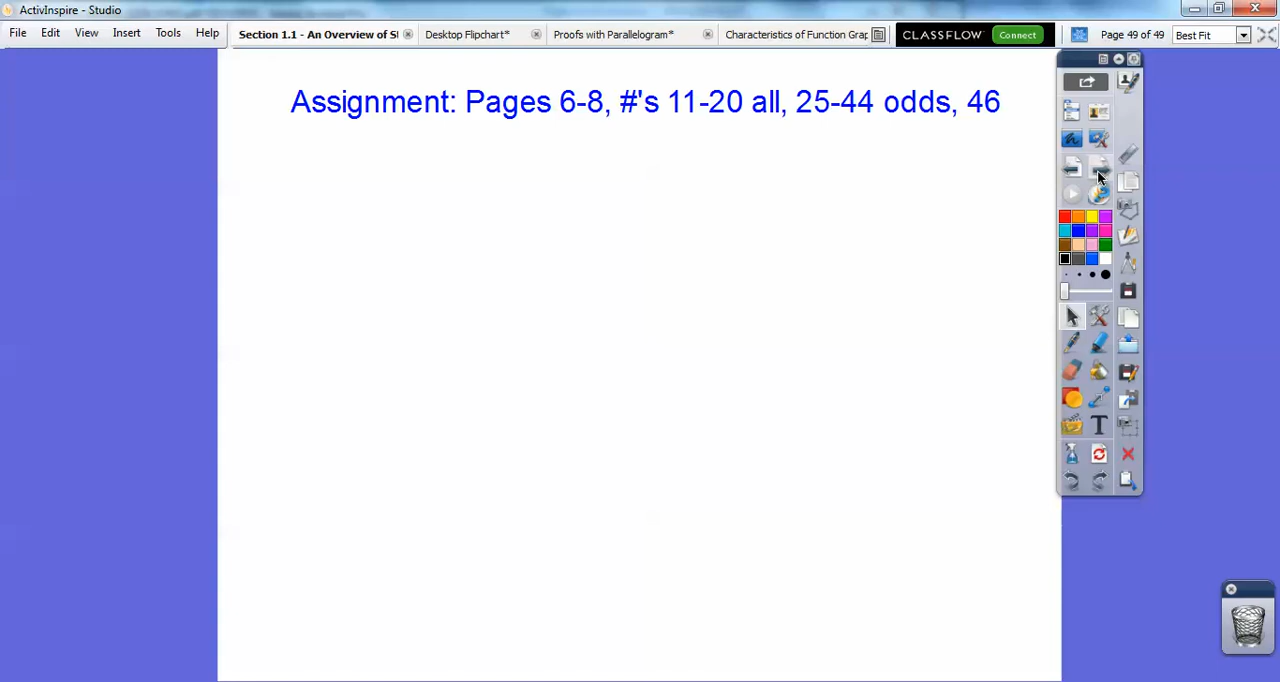 ActivInspire - Studio
File Edit View Insert Tools Help
Section 1.1 - An Overview of S Desktop Flipchart* Proofs with Parallelogram* Characteristics of Function Grap
CLASSFLOW Connect
Page 49 of 49 Best Fit
Assignment: Pages 6-8, #'s 11-20 all, 25-44 odds, 46
T